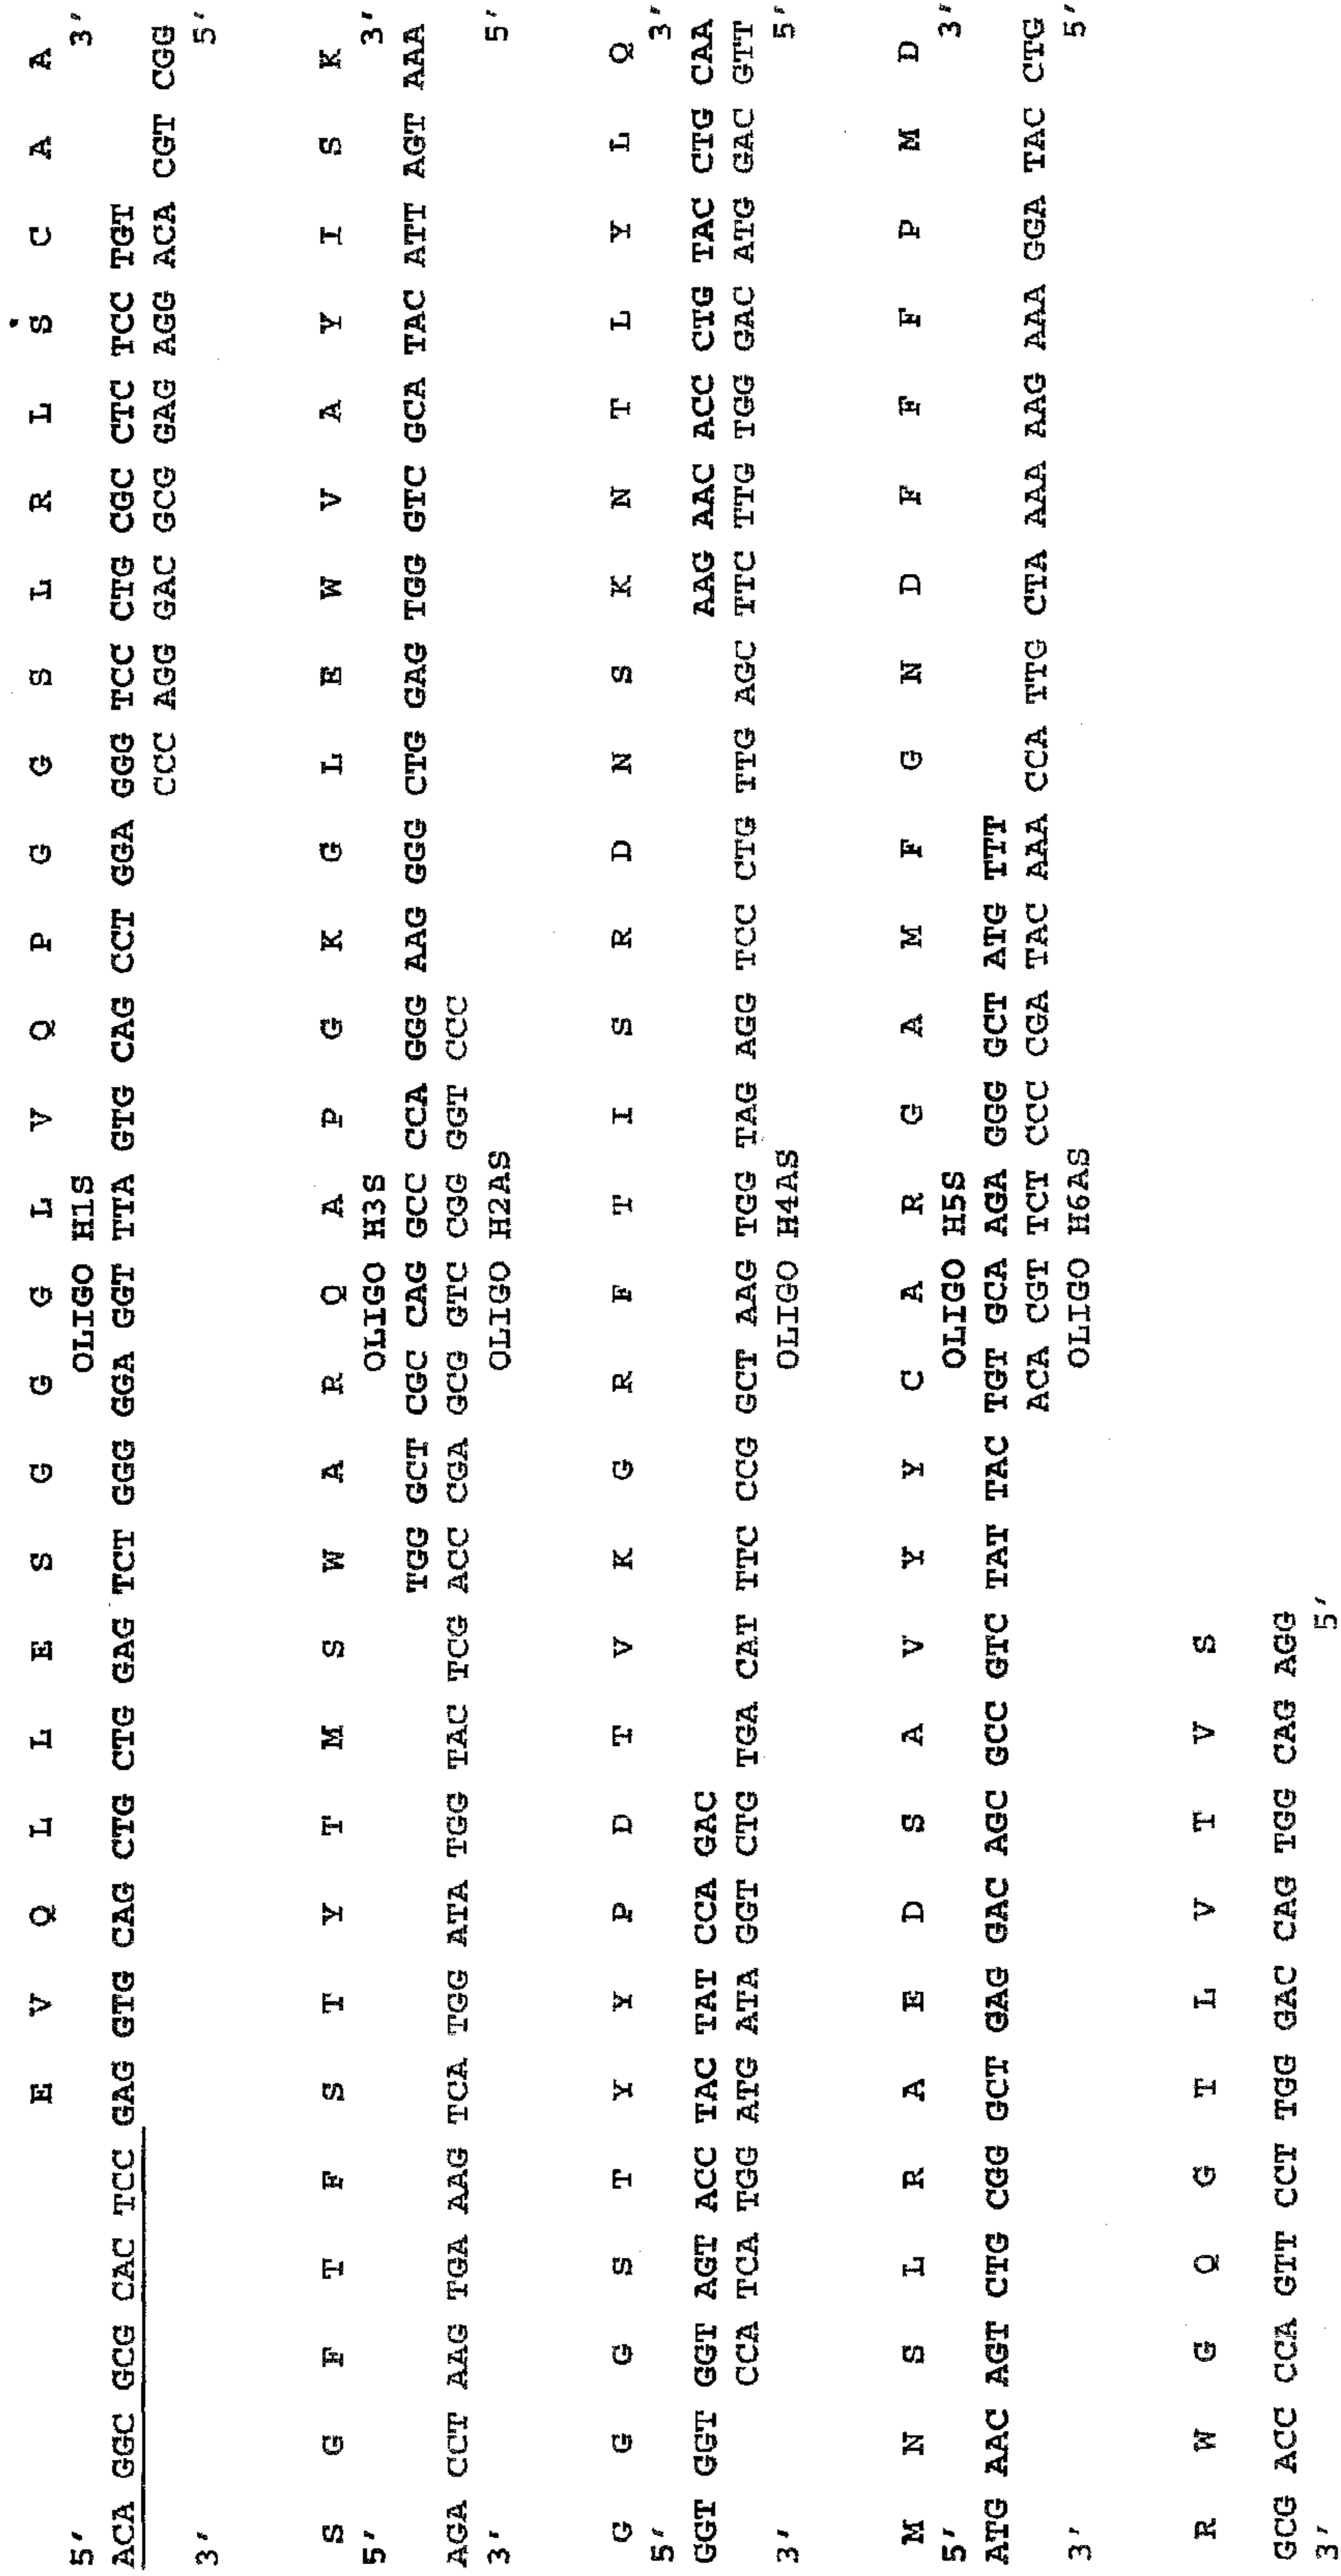 E V Q L L E S G G G L V Q P G G S L R L S C A A
5′ OLIGO H1S 3′
ACA GGC GCG CAC TCC GAG GTG CAG CTG CTG GAG TCT GGG GGA GGT TTA GTG CAG CCT GGA GGG TCC CTG CGC CTC TCC TGT
CCC AGG GAC GCG GAG AGG ACA CGT CGG
3′ 5′
S G F T F S T Y T M S W A R Q A P G K G L E W V A Y I S K
5′ OLIGO H3S 3′
TGG GCT CGC CAG GCC CCA GGG AAG GGG CTG GAG TGG GTC GCA TAC ATT AGT AAA
AGA CCT AAG TGA AAG TCA TGG ATA TGG TAC TCG ACC CGA GCG GTC CGG GGT CCC
3′ OLIGO H2AS 5′
G G G S T Y Y P D T V K G R F T I S R D N S K N T L Y L Q
5′ 3′
GGT GGT GGT AGT ACC TAC TAT CCA GAC AAG AAC ACC CTG TAC CTG CAA
CCA TCA TGG ATG ATA GGT CTG TGA CAT TTC CCG GCT AAG TGG TAG AGG TCC CTG TTG AGC TTC TTG TGG GAC ATG GAC GTT
3′ OLIGO H4AS 5′
M N S L R A E D S A V Y Y C A R G A M F G N D F F F P M D
5′ OLIGO H5S 3′
ATG AAC AGT CTG CGG GCT GAG GAC AGC GCC GTC TAT TAC TGT GCA AGA GGG GCT ATG TTT
ACA CGT TCT CCC CGA TAC AAA CCA TTG CTA AAA AAG AAA GGA TAC CTG
3′ OLIGO H6AS 5′
R W G Q G T L V T V S
GCG ACC CCA GTT CCT TGG GAC CAG TGG CAG AGG
3′ 5′